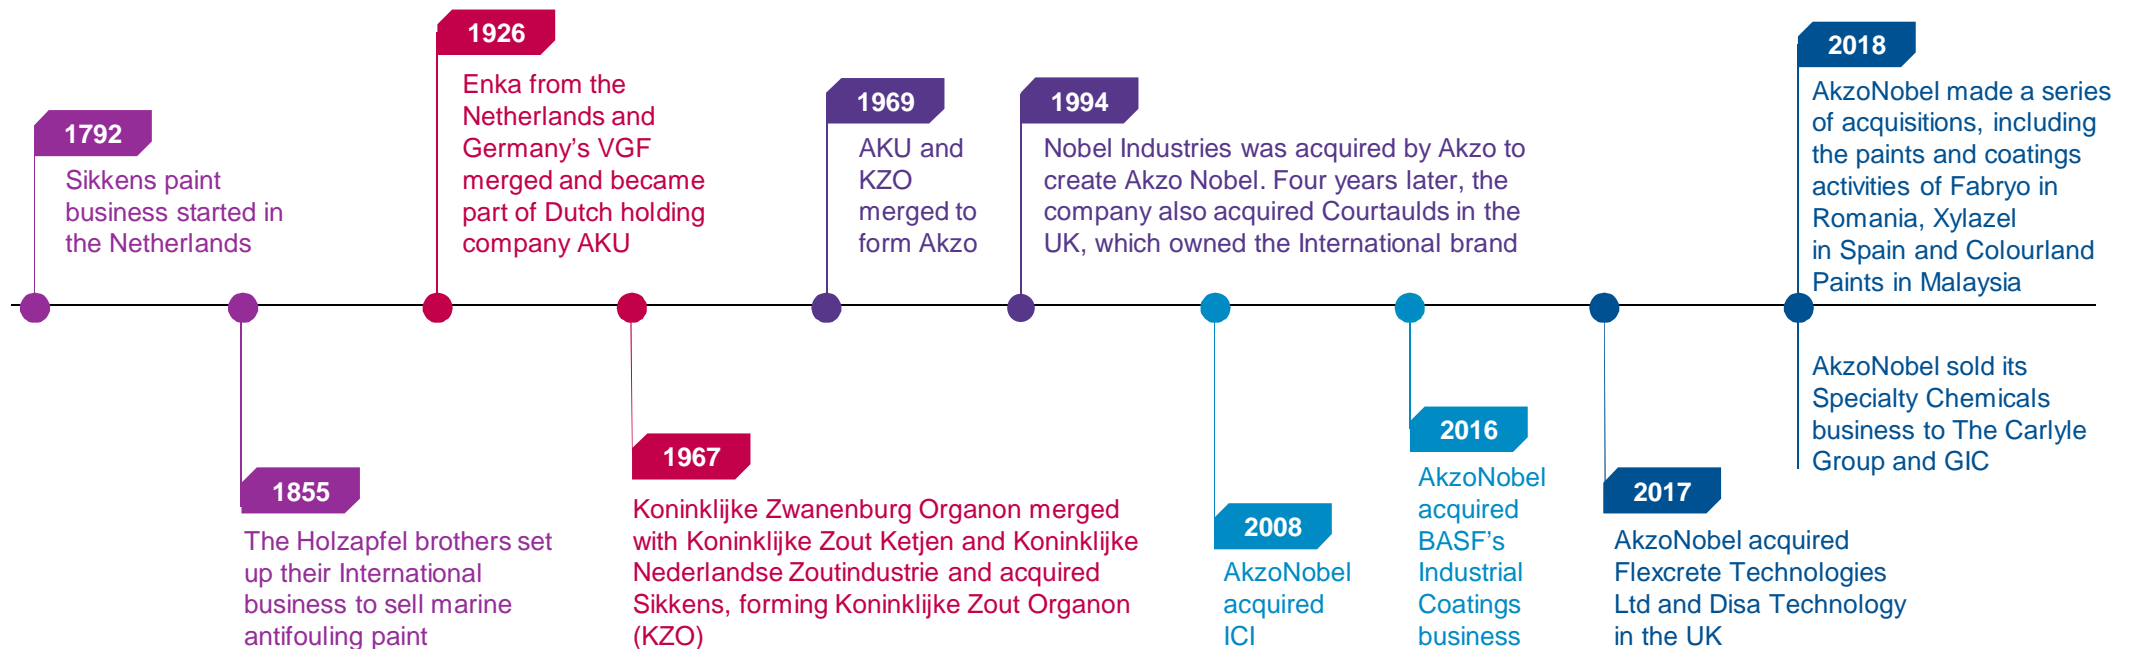 1792
Sikkens paint
business started in
the Netherlands
1855
The Holzapfel brothers set
up their International
business to sell marine
antifouling paint
1926
Enka from the
Netherlands and
Germany’s VGF
merged and became
part of Dutch holding
company AKU
1967
Koninklijke Zwanenburg Organon merged
with Koninklijke Zout Ketjen and Koninklijke
Nederlandse Zoutindustrie and acquired
Sikkens, forming Koninklijke Zout Organon
(KZO)
1969
AKU and
KZO
merged to
form Akzo
1994
Nobel Industries was acquired by Akzo to
create Akzo Nobel. Four years later, the
company also acquired Courtaulds in the
UK, which owned the International brand
2008
AkzoNobel
acquired
ICI
2016
AkzoNobel
acquired
BASF’s
Industrial
Coatings
business
2017
AkzoNobel acquired
Flexcrete Technologies
Ltd and Disa Technology
in the UK
2018
AkzoNobel made a series
of acquisitions, including
the paints and coatings
activities of Fabryo in
Romania, Xylazel
in Spain and Colourland
Paints in Malaysia
AkzoNobel sold its
Specialty Chemicals
business to The Carlyle
Group and GIC